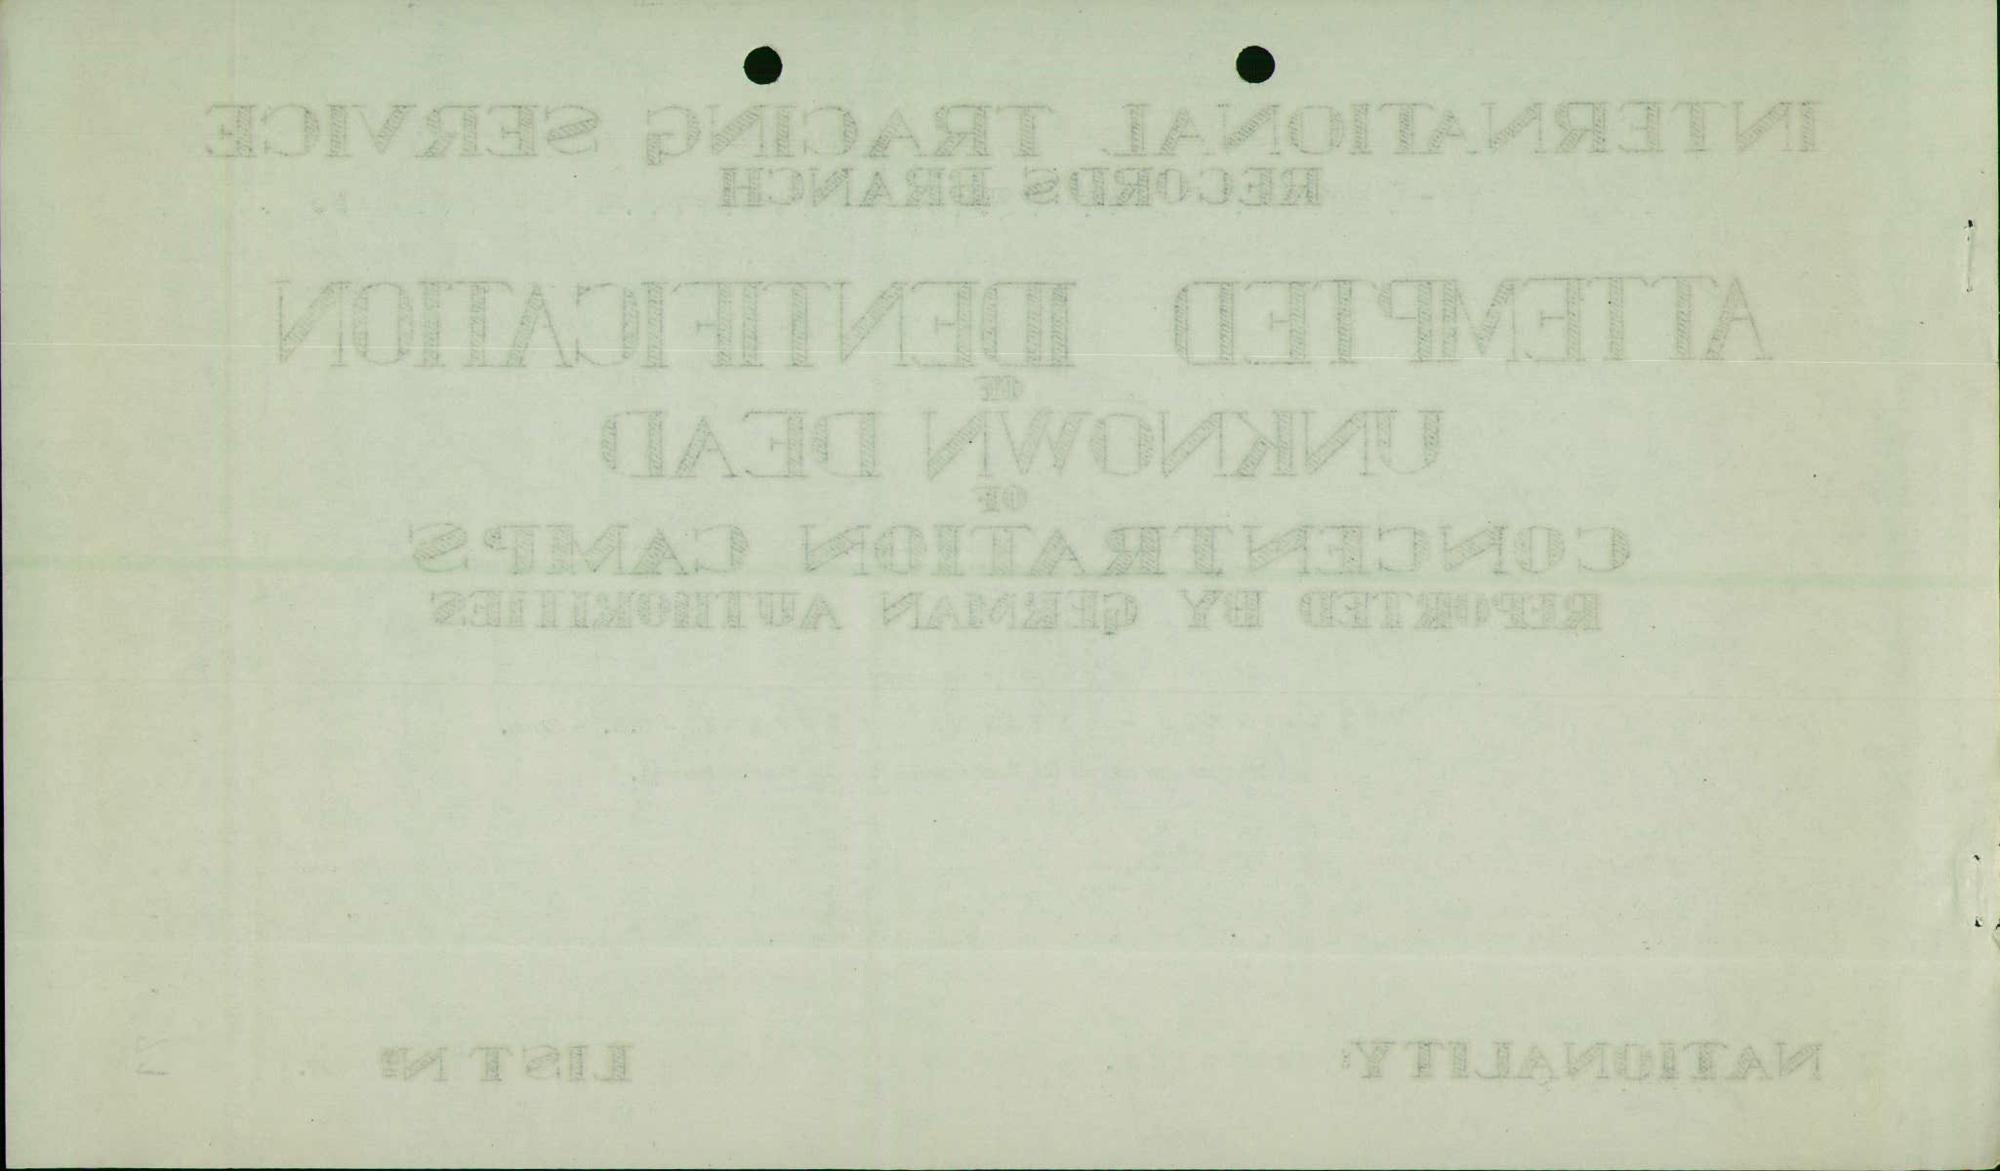 INTERNATIONAL TRACING SERVICE
RECORDS BRANCH
ATTEMPTED IDENTIFICATION
OF
UNKNOWN DEAD
OF
CONCENTRATION CAMPS
REPORTED BY GERMAN AUTHORITIES
NATIONALITY:
LIST Nº